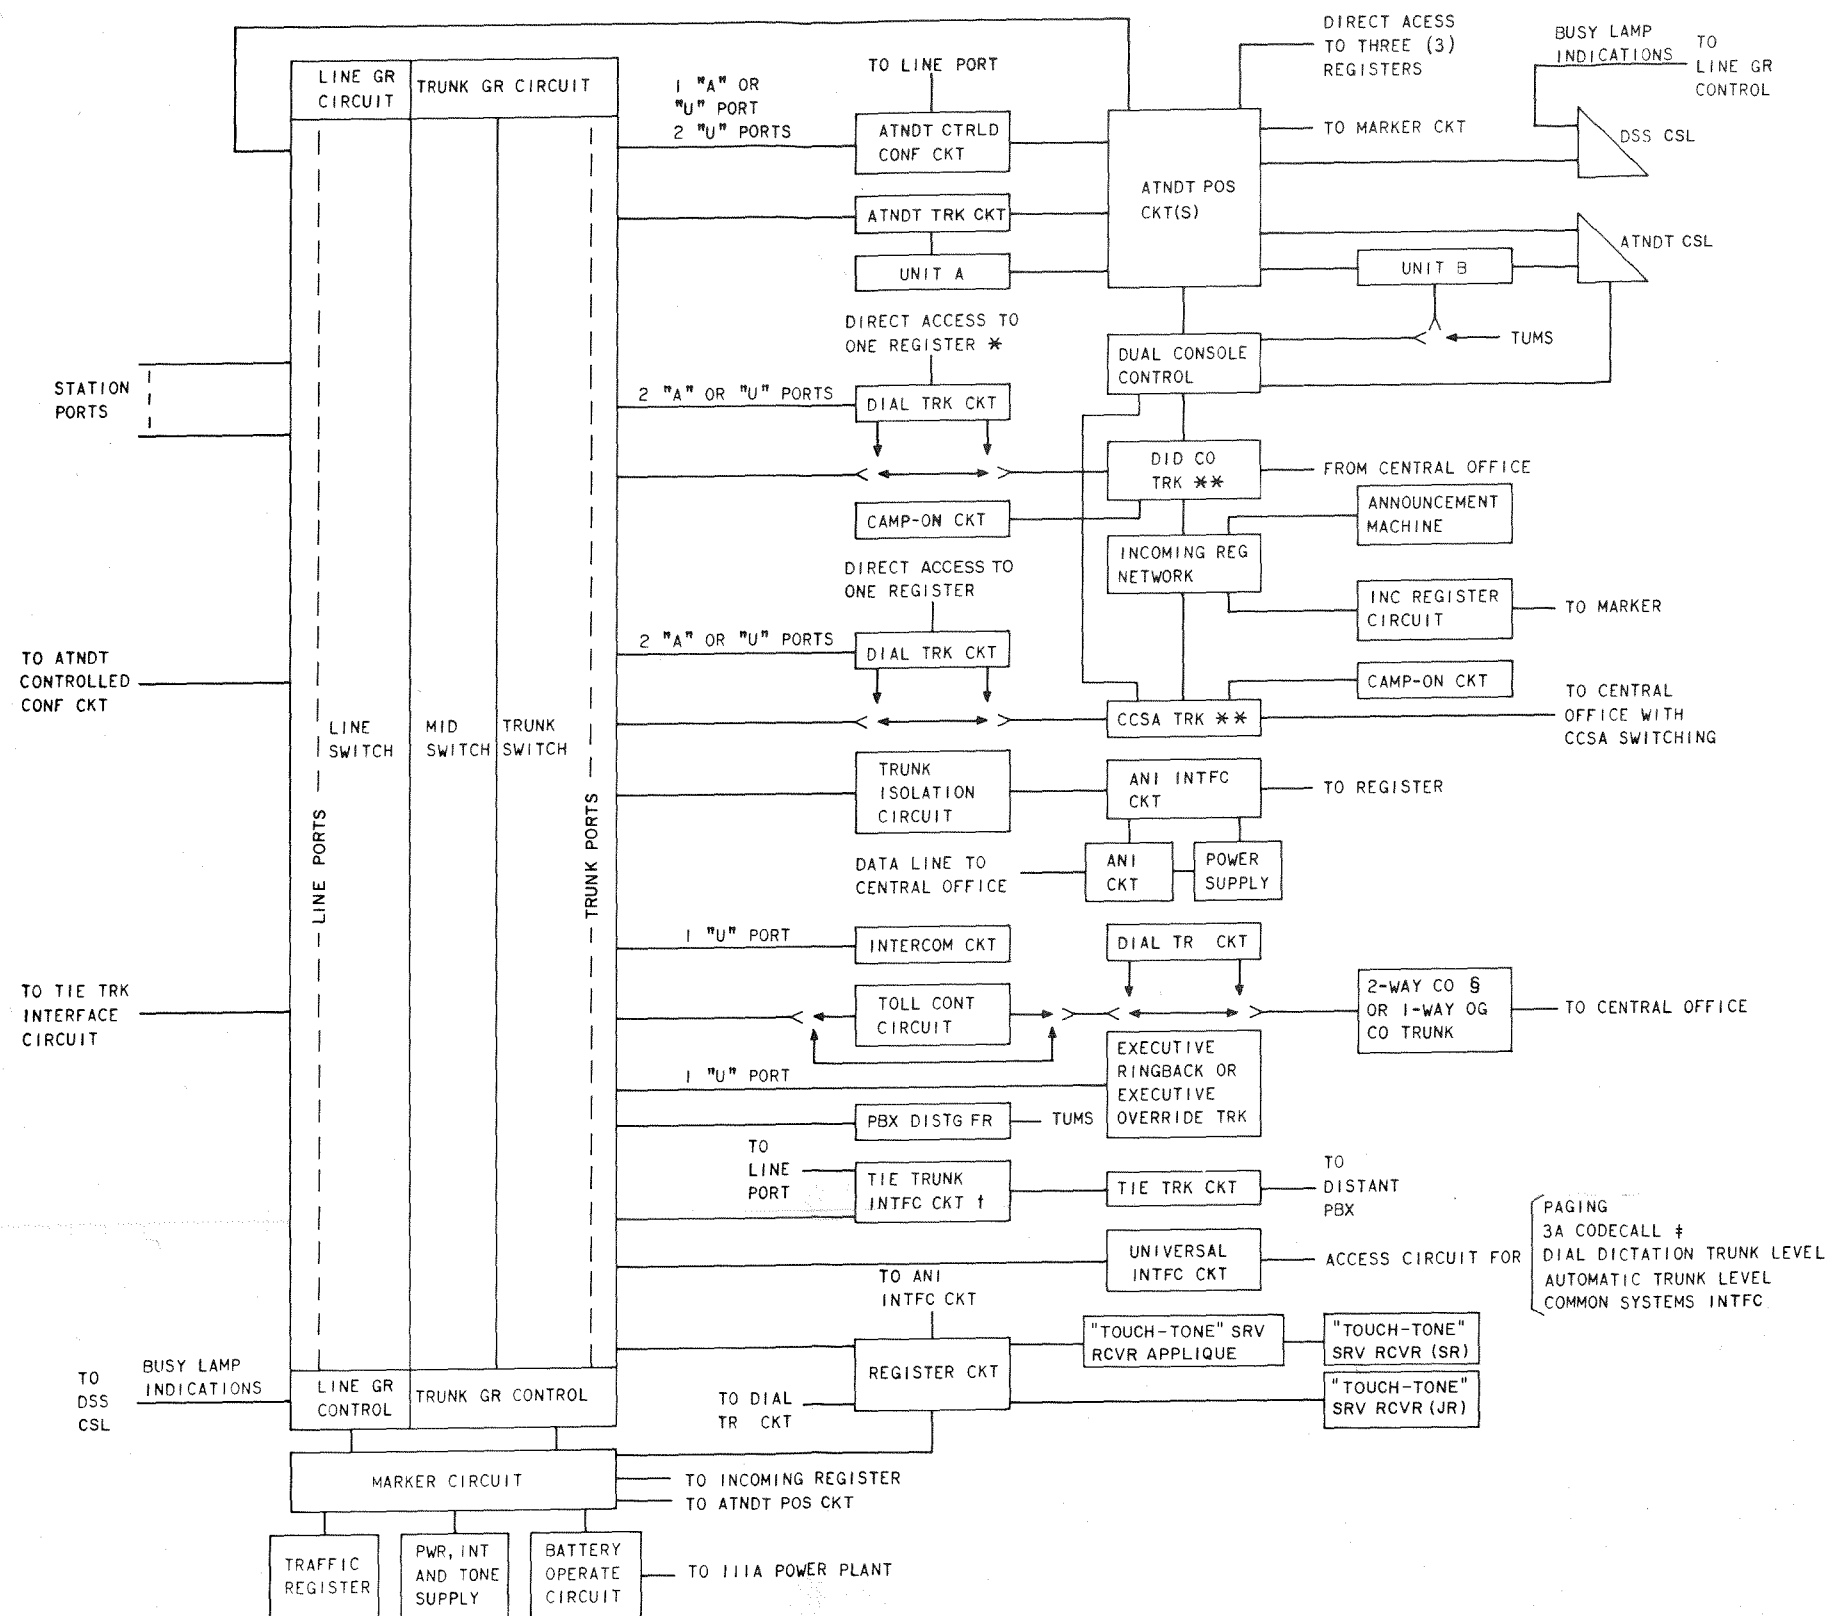 DIRECT ACESS
TO THREE (3)
REGISTERS
BUSY LAMP
INDICATIONS
TO
LINE GR
CONTROL
LINE GR
CIRCUIT
TRUNK GR CIRCUIT
1 "A" OR
"U" PORT
2 "U" PORTS
TO LINE PORT
ATNDT CTRLD
CONF CKT
ATNDT POS
CKT(S)
TO MARKER CKT
DSS CSL
ATNDT TRK CKT
UNIT A
UNIT B
ATNDT CSL
TUMS
DIRECT ACCESS TO
ONE REGISTER *
DUAL CONSOLE
CONTROL
STATION
PORTS
2 "A" OR "U" PORTS
DIAL TRK CKT
DID CO
TRK **
FROM CENTRAL OFFICE
CAMP-ON CKT
ANNOUNCEMENT
MACHINE
INCOMING REG
NETWORK
DIRECT ACCESS TO
ONE REGISTER
INC REGISTER
CIRCUIT
TO MARKER
2 "A" OR "U" PORTS
DIAL TRK CKT
CAMP-ON CKT
TO ATNDT
CONTROLLED
CONF CKT
CCSA TRK **
TO CENTRAL
OFFICE WITH
CCSA SWITCHING
LINE
SWITCH
MID
SWITCH
TRUNK
SWITCH
LINE PORTS
TRUNK PORTS
TRUNK
ISOLATION
CIRCUIT
ANI INTFC
CKT
TO REGISTER
DATA LINE TO
CENTRAL OFFICE
ANI
CKT
POWER
SUPPLY
1 "U" PORT
INTERCOM CKT
DIAL TR CKT
TO TIE TRK
INTERFACE
CIRCUIT
TOLL CONT
CIRCUIT
2-WAY CO §
OR 1-WAY OG
CO TRUNK
TO CENTRAL OFFICE
1 "U" PORT
EXECUTIVE
RINGBACK OR
EXECUTIVE
OVERRIDE TRK
PBX DISTG FR
TUMS
TO
LINE
PORT
TIE TRUNK
INTFC CKT †
TIE TRK CKT
TO
DISTANT
PBX
UNIVERSAL
INTFC CKT
ACCESS CIRCUIT FOR
PAGING
3A CODECALL ‡
DIAL DICTATION TRUNK LEVEL
AUTOMATIC TRUNK LEVEL
COMMON SYSTEMS INTFC
TO ANI
INTFC CKT
REGISTER CKT
"TOUCH-TONE" SRV
RCVR APPLIQUE
"TOUCH-TONE"
SRV RCVR (SR)
"TOUCH-TONE"
SRV RCVR (JR)
TO DIAL
TR CKT
TO
DSS
CSL
BUSY LAMP
INDICATIONS
LINE GR
CONTROL
TRUNK GR CONTROL
MARKER CIRCUIT
TO INCOMING REGISTER
TO ATNDT POS CKT
TRAFFIC
REGISTER
PWR, INT
AND TONE
SUPPLY
BATTERY
OPERATE
CIRCUIT
TO 111A POWER PLANT